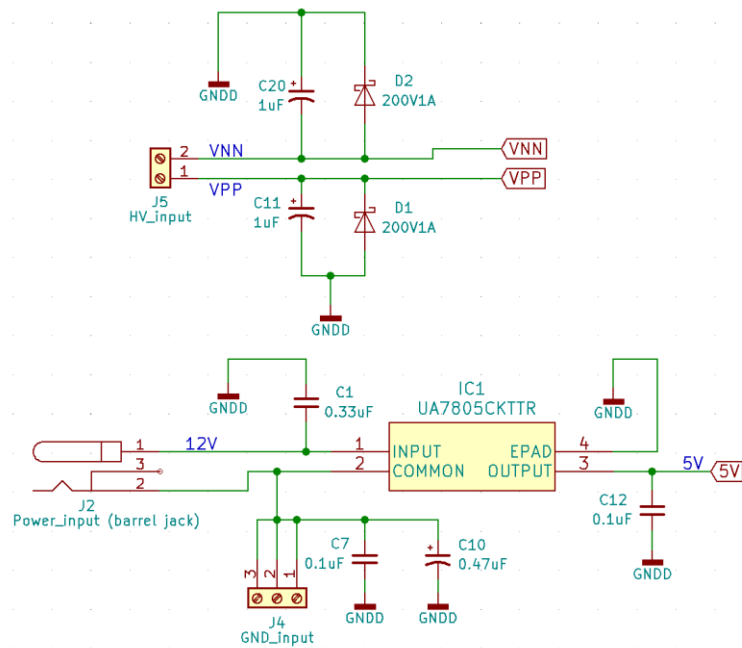 GNDD
C20
1uF
D2
200V1A
2
VNN
VNN
1
VPP
VPP
J5
HV_input
C11
1uF
D1
200V1A
GNDD
IC1
UA7805CKTTR
GNDD
C1
0.33uF
GNDD
1
12V
1
INPUT
EPAD
4
3
2
COMMON
OUTPUT
3
5V
5V
2
J2
Power_input (barrel jack)
C12
0.1uF
GNDD
3
2
1
C7
0.1uF
C10
0.47uF
J4
GND_input
GNDD
GNDD